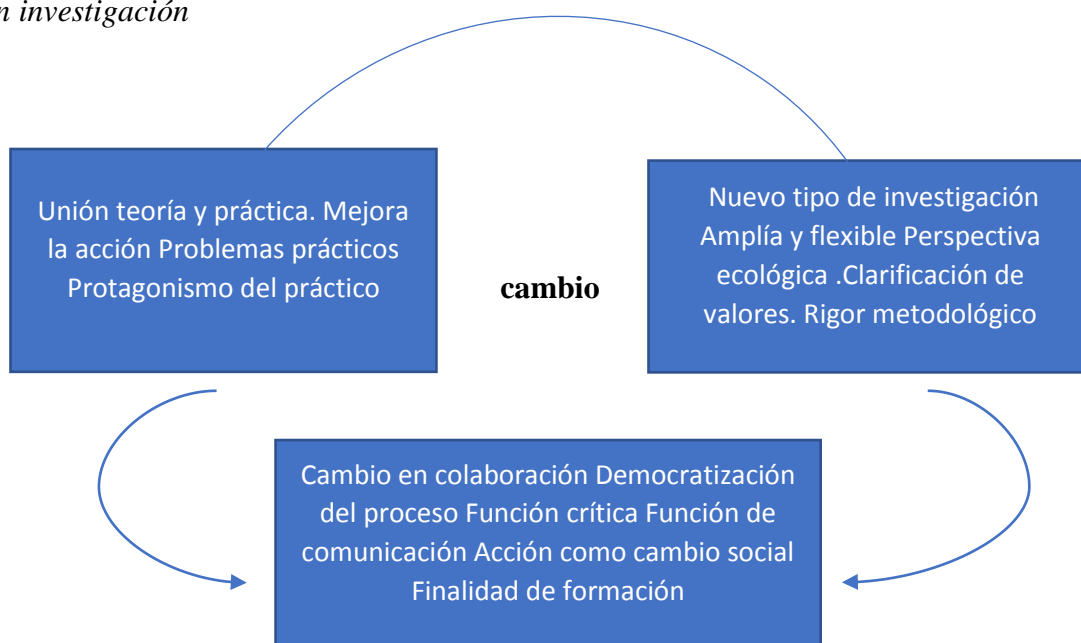 n investigación
Unión teoría y práctica. Mejora
la acción Problemas prácticos
Protagonismo del práctico
cambio
Nuevo tipo de investigación
Amplía y flexible Perspectiva
ecológica .Clarificación de
valores. Rigor metodológico
Cambio en colaboración Democratización
del proceso Función crítica Función de
comunicación Acción como cambio social
Finalidad de formación